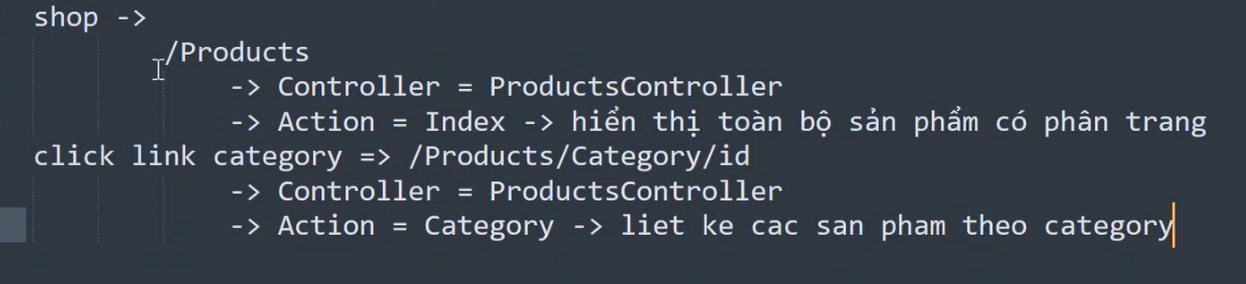 shop ->
/Products
-> Controller = ProductsController
-> Action = Index -> hiển thị toàn bộ sản phẩm có phân trang
click link category => /Products/Category/id
-> Controller = ProductsController
-> Action = Category -> liet ke cac san pham theo category